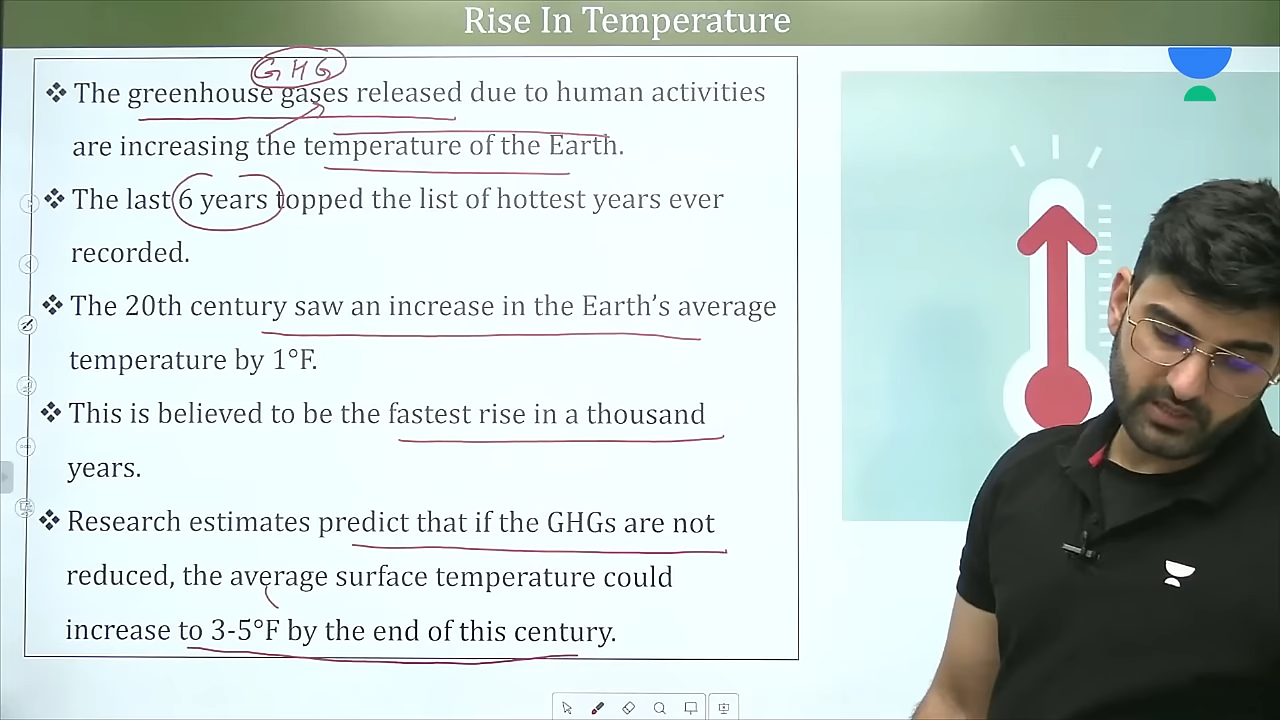 Rise In Temperature
GHG
❖ The greenhouse gases released due to human activities
are increasing the temperature of the Earth.
❖ The last 6 years topped the list of hottest years ever
recorded.
❖ The 20th century saw an increase in the Earth’s average
temperature by 1°F.
❖ This is believed to be the fastest rise in a thousand
years.
❖ Research estimates predict that if the GHGs are not
reduced, the average surface temperature could
increase to 3-5°F by the end of this century.